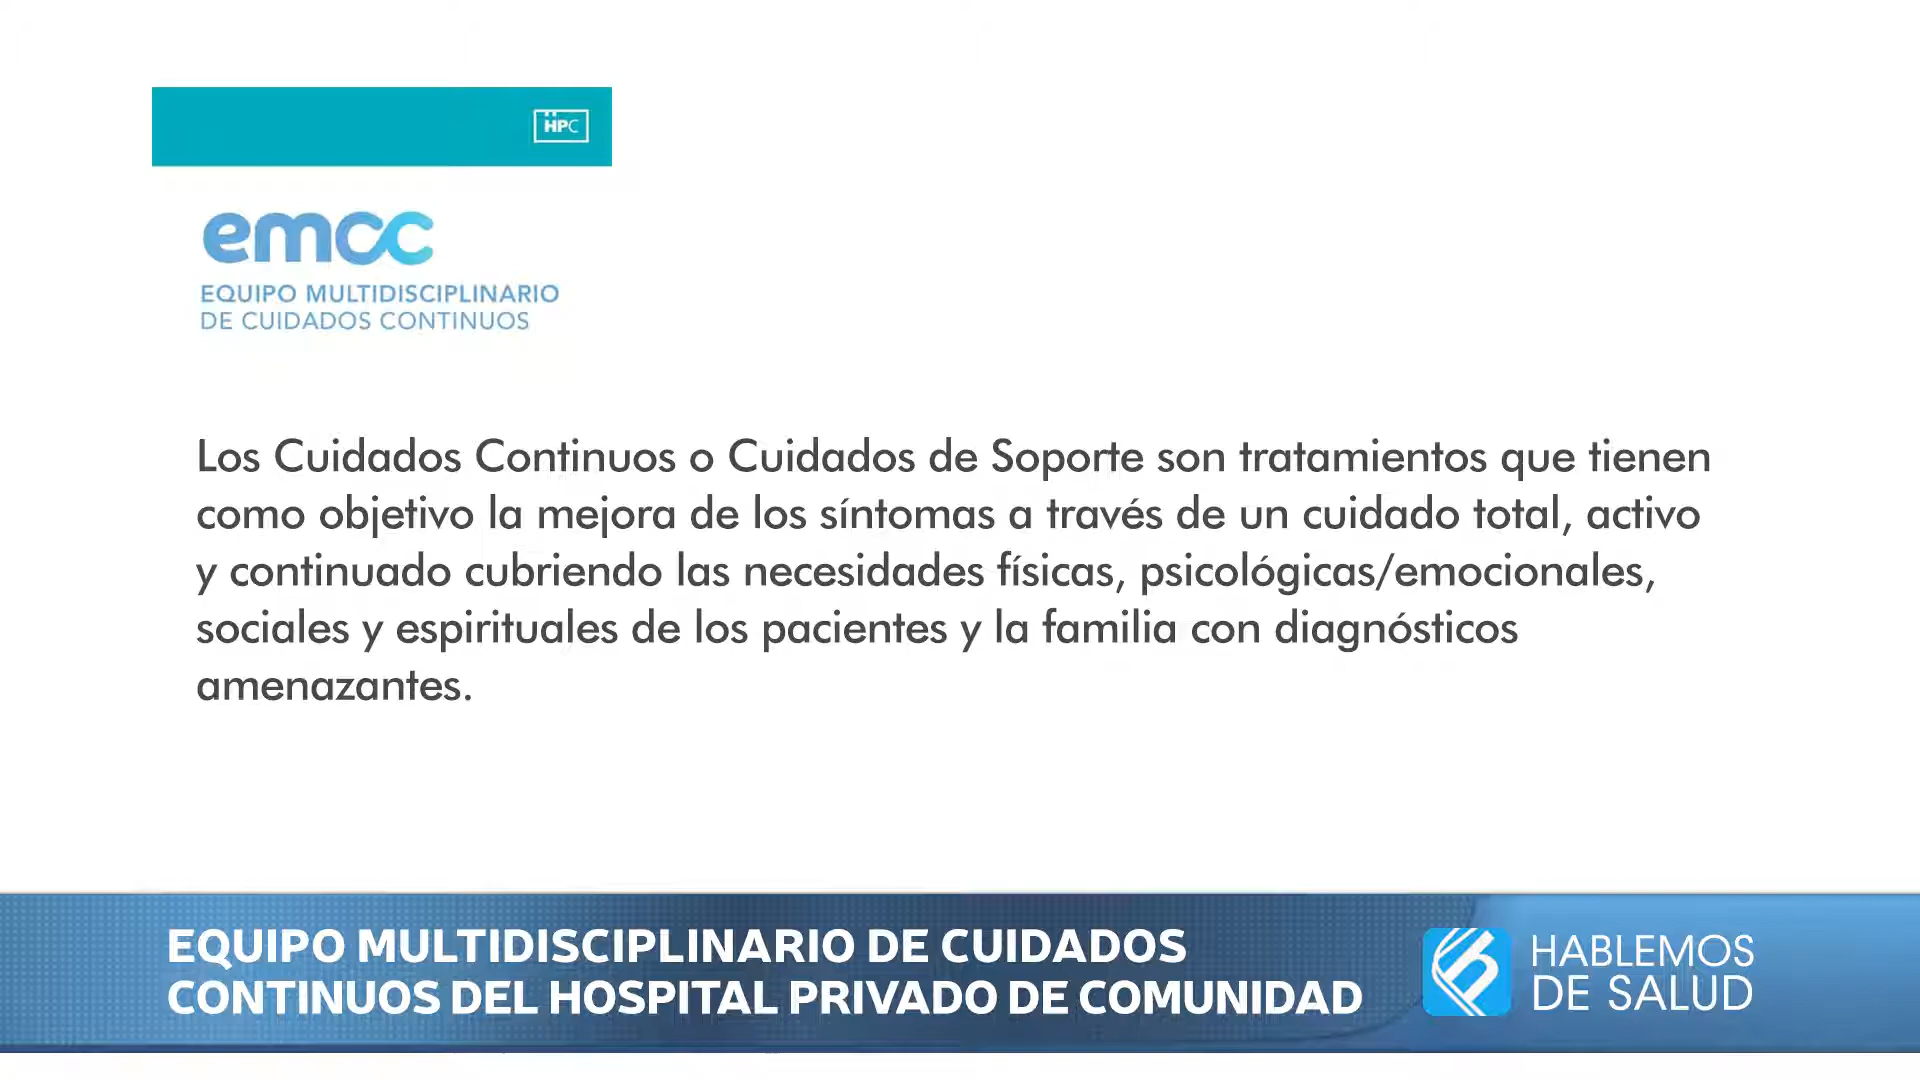 HPC
emcc
EQUIPO MULTIDISCIPLINARIO
DE CUIDADOS CONTINUOS
Los Cuidados Continuos o Cuidados de Soporte son tratamientos que tienen
como objetivo la mejora de los síntomas a través de un cuidado total, activo
y continuado cubriendo las necesidades físicas, psicológicas/emocionales,
sociales y espirituales de los pacientes y la familia con diagnósticos
amenazantes.
EQUIPO MULTIDISCIPLINARIO DE CUIDADOS
CONTINUOS DEL HOSPITAL PRIVADO DE COMUNIDAD
HABLEMOS
DE SALUD